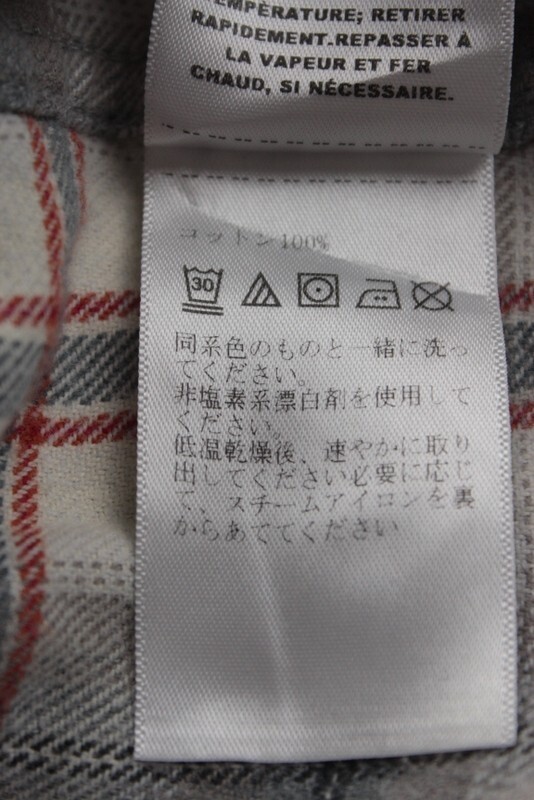 TEMPÉRATURE; RETIRER
RAPIDEMENT.REPASSER À
LA VAPEUR ET FER
CHAUD, SI NÉCESSAIRE.
コットン100%
30
同系色のものと一緒に洗っ
てください。
非塩素系漂白剤を使用して
ください。
低温乾燥後、速やかに取り
出してください必要に応じ
て、スチームアイロンを裏
からあててください